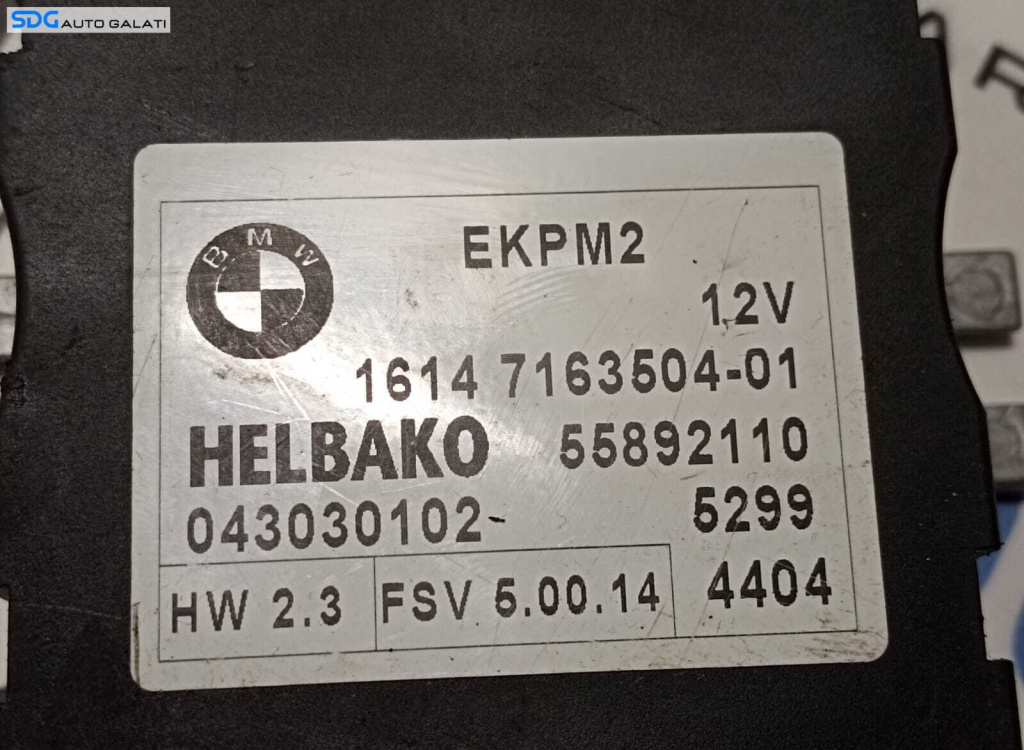 SDG AUTO GALATI
BMW
EKPM2
12V
1614 7163504-01
HELBAKO 55892110
043030102- 5299
HW 2.3 FSV 5.00.14 4404